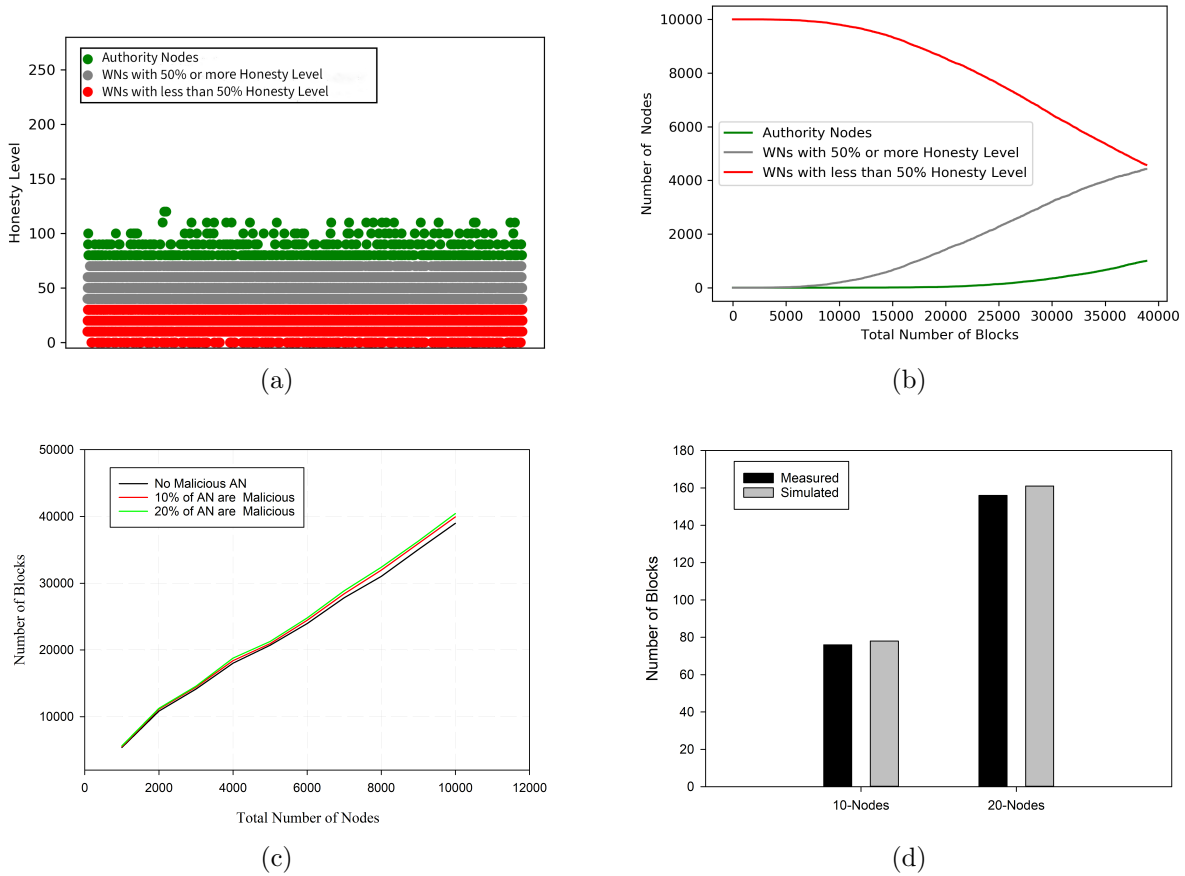 Honesty Level
250
200
150
100
50
0
Authority Nodes
WNs with 50% or more Honesty Level
WNs with less than 50% Honesty Level
(a)
Number of Nodes
10000
8000
6000
4000
2000
0
Authority Nodes
WNs with 50% or more Honesty Level
WNs with less than 50% Honesty Level
0 5000 10000 15000 20000 25000 30000 35000 40000
Total Number of Blocks
(b)
Number of Blocks
50000
40000
30000
20000
10000
No Malicious AN
10% of AN are Malicious
20% of AN are Malicious
0 2000 4000 6000 8000 10000 12000
Total Number of Nodes
(c)
Number of Blocks
180
160
140
120
100
80
60
40
20
0
Measured
Simulated
10-Nodes 20-Nodes
(d)